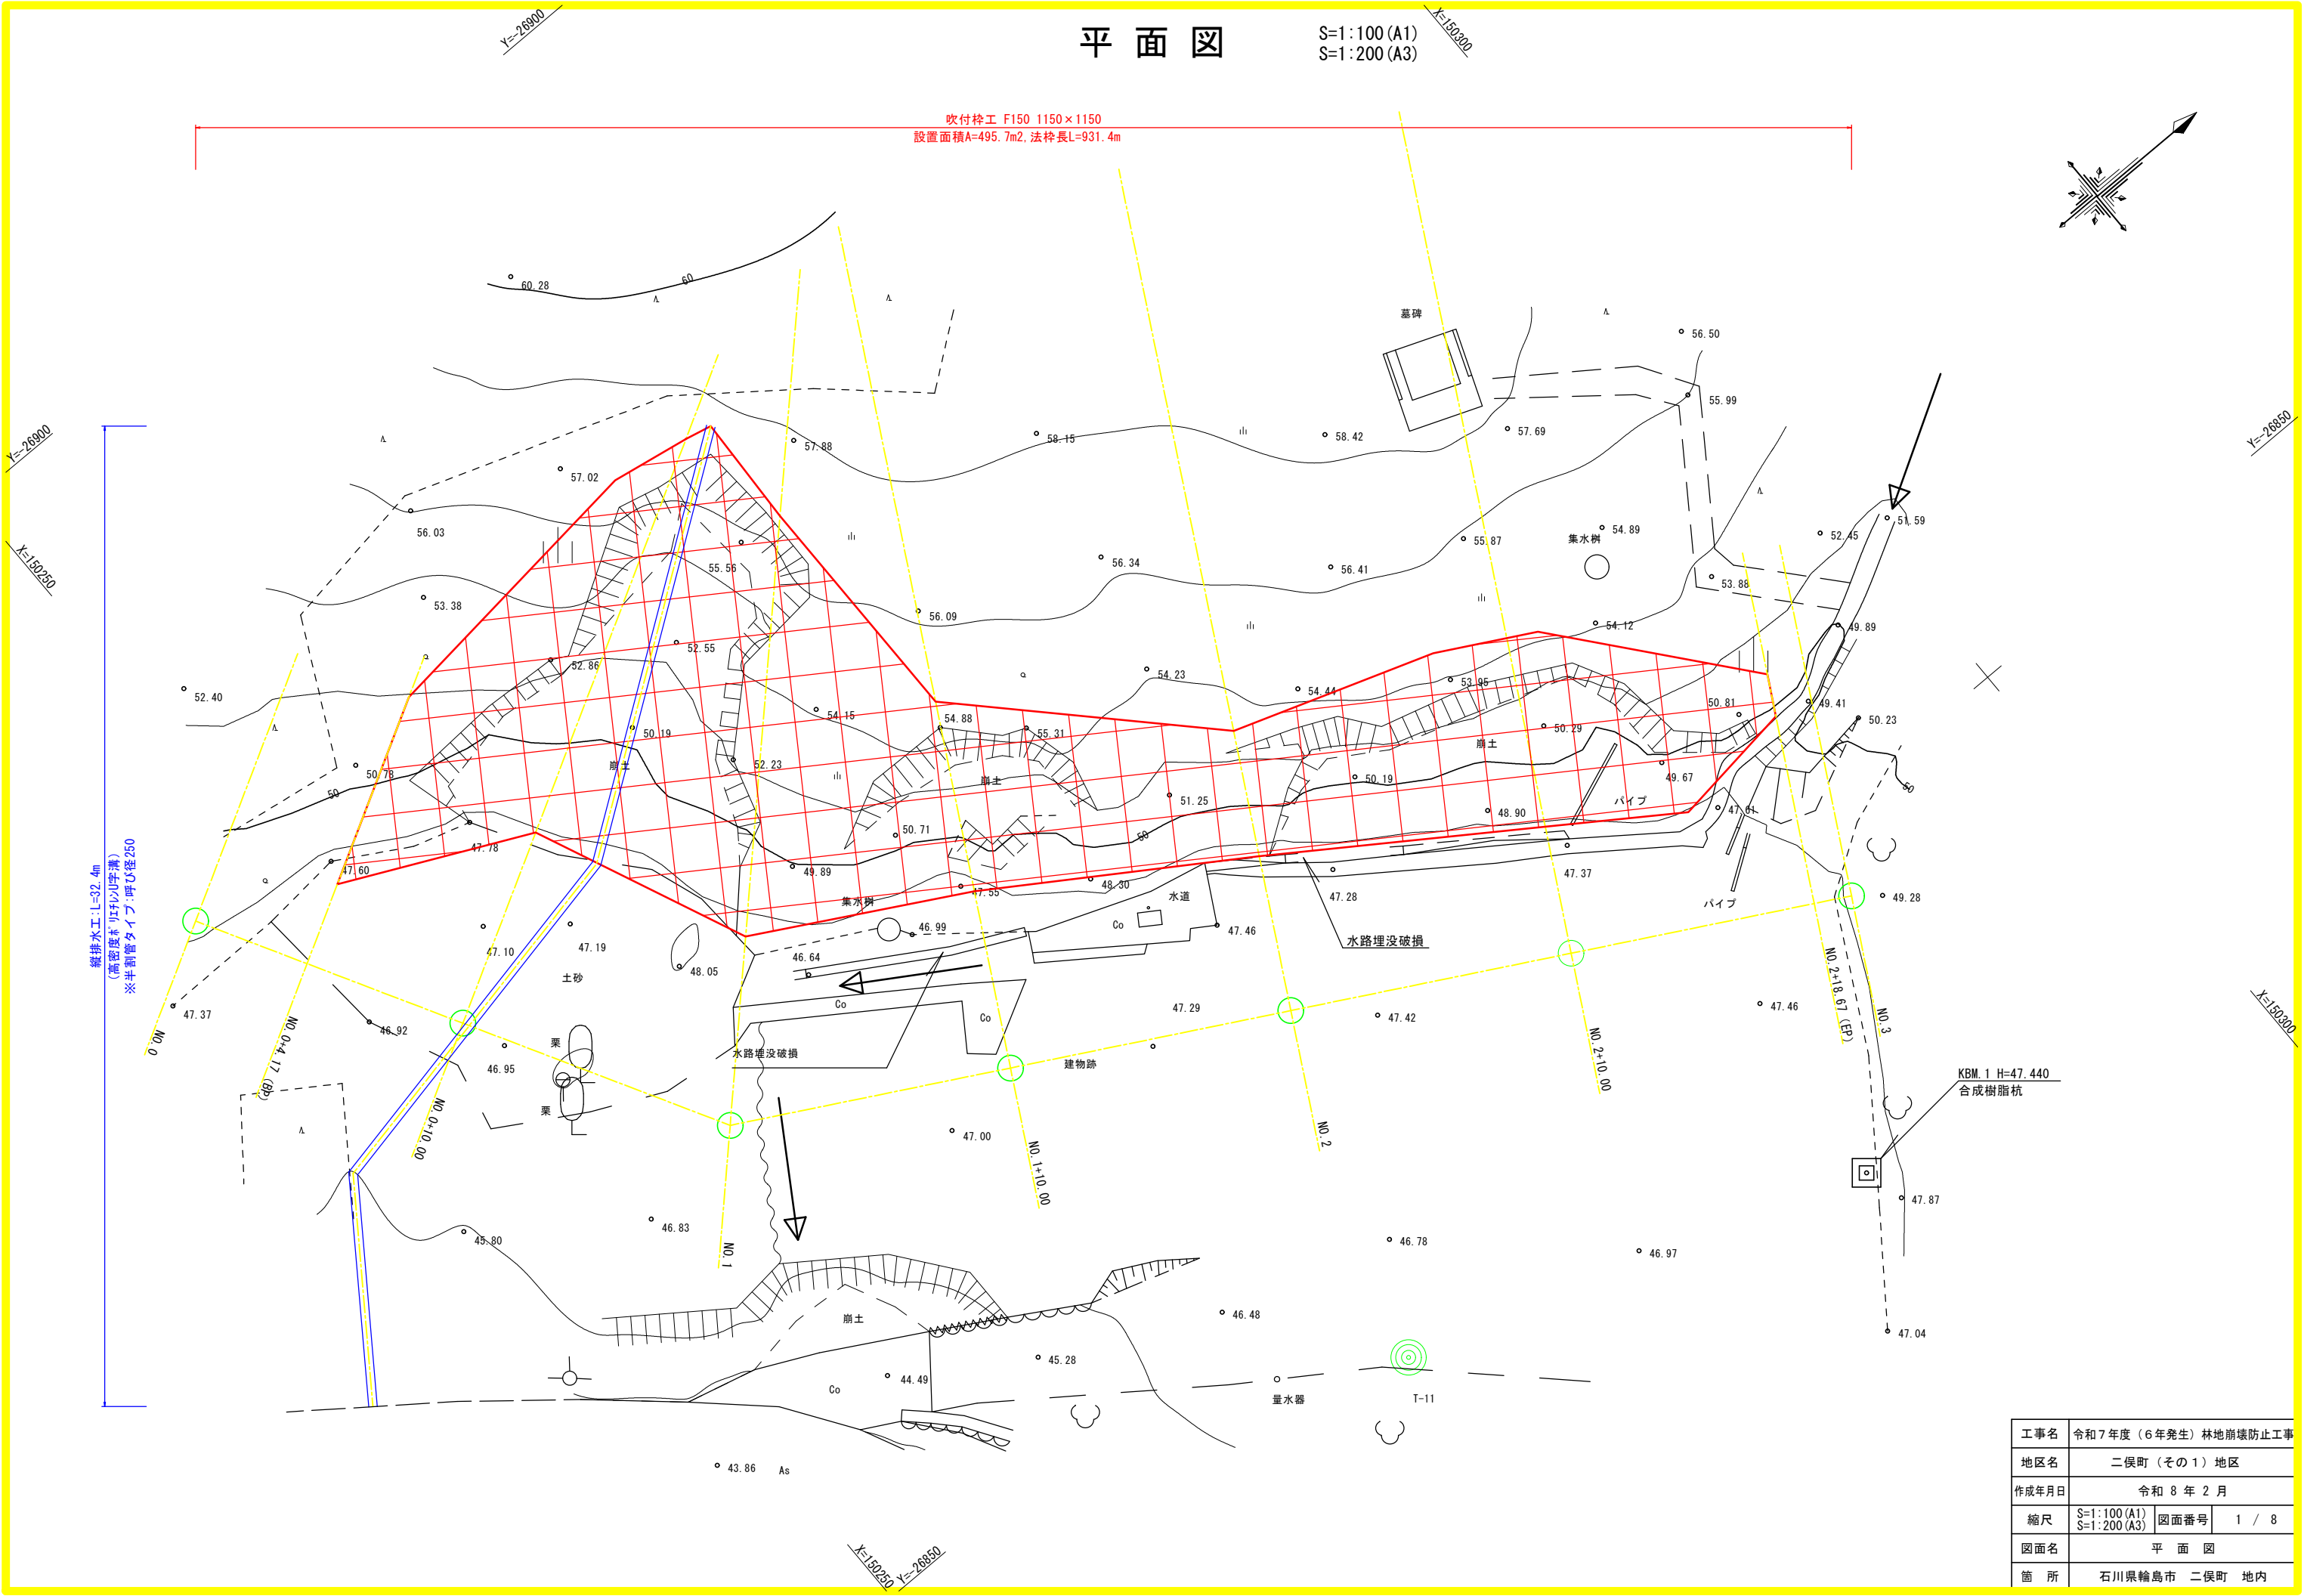 平 面 図
S=1:100(A1)
S=1:200(A3)
Y=-26900
X=150300
吹付枠工 F150 1150×1150
設置面積A=495.7m2,法枠長L=931.4m
60
60.28
墓碑
56.50
55.99
Y=-26900
Y=-26850
57.88
58.15
58.42
57.69
57.02
56.03
51.59
54.89
集水桝
52.45
55.87
X=150250
55.56
56.34
56.41
53.88
53.38
56.09
54.12
49.89
52.55
52.86
54.23
54.44
53.95
52.40
54.15
54.88
55.31
50.81
49.41
50.23
50.19
50.29
崩土
52.23
崩土
崩土
50.78
50.19
49.67
50
50
51.25
パイプ
50
47.61
48.90
50.71
47.78
47.60
49.89
48.30
47.55
47.37
47.28
集水桝
水道
パイプ
49.28
Co
46.99
47.46
水路埋没破損
47.10
47.19
46.64
48.05
土砂
縦排水工:L=32.4m
(高密度ポリエチレンU字溝)
※半割管タイプ:呼び径250
47.37
46.92
Co
Co
47.29
47.42
47.46
NO.0
NO.0+4.17 (BP)
NO.0+10.00
NO.1
NO.1+10.00
NO.2
NO.2+10.00
NO.2+18.67 (EP)
NO.3
X=150300
栗
水路埋没破損
建物跡
46.95
KBM.1 H=47.440
合成樹脂杭
栗
47.00
47.87
46.83
45.80
46.78
46.97
46.48
崩土
47.04
45.28
44.49
Co
量水器
T-11
43.86
As
X=150250
Y=-26850
工事名 令和7年度（6年発生）林地崩壊防止工事
地区名 二俣町（その１）地区
作成年月日 令和 8 年 2 月
縮尺 S=1:100(A1) S=1:200(A3) 図面番号 1 / 8
図面名 平 面 図
箇 所 石川県輪島市 二俣町 地内